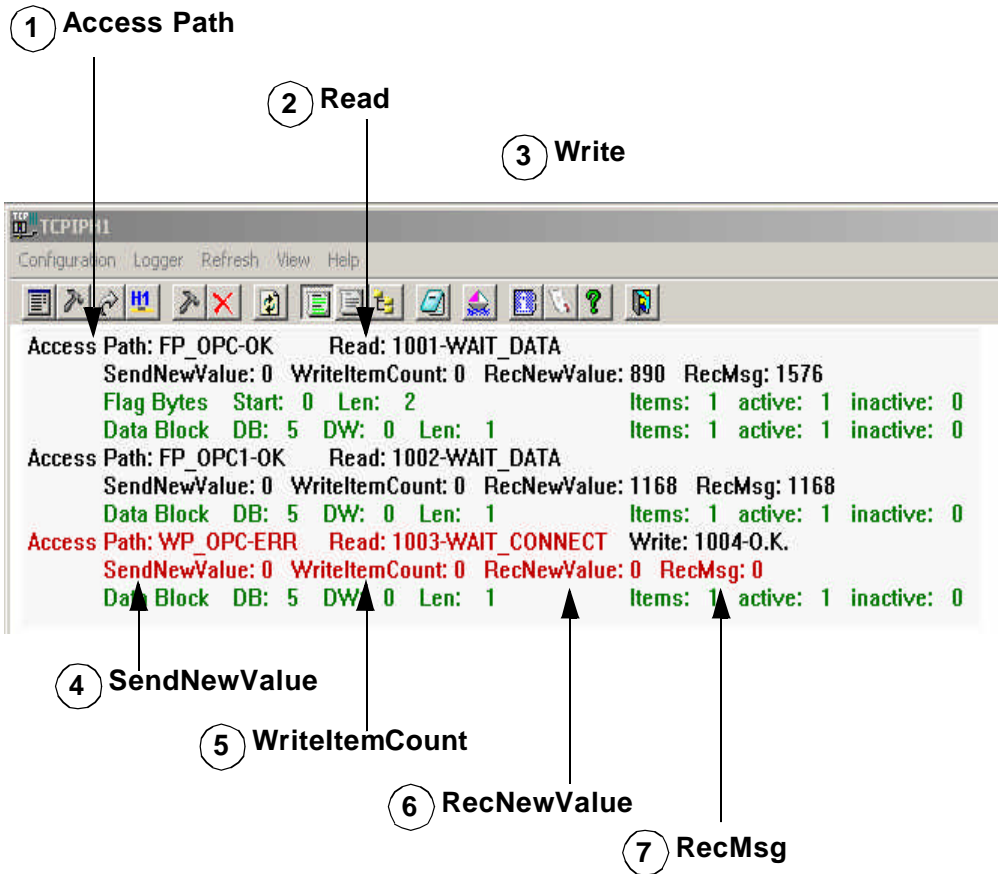 1 Access Path
2 Read
3 Write
TCPIPH1
Configuration Logger Refresh View Help
H1
Access Path: FP_OPC-OK Read: 1001-WAIT_DATA
SendNewValue: 0 WriteItemCount: 0 RecNewValue: 890 RecMsg: 1576
Flag Bytes Start: 0 Len: 2 Items: 1 active: 1 inactive: 0
Data Block DB: 5 DW: 0 Len: 1 Items: 1 active: 1 inactive: 0
Access Path: FP_OPC1-OK Read: 1002-WAIT_DATA
SendNewValue: 0 WriteItemCount: 0 RecNewValue: 1168 RecMsg: 1168
Data Block DB: 5 DW: 0 Len: 1 Items: 1 active: 1 inactive: 0
Access Path: WP_OPC-ERR Read: 1003-WAIT_CONNECT Write: 1004-O.K.
SendNewValue: 0 WriteItemCount: 0 RecNewValue: 0 RecMsg: 0
Data Block DB: 5 DW: 0 Len: 1 Items: 1 active: 1 inactive: 0
4 SendNewValue
5 WriteItemCount
6 RecNewValue
7 RecMsg